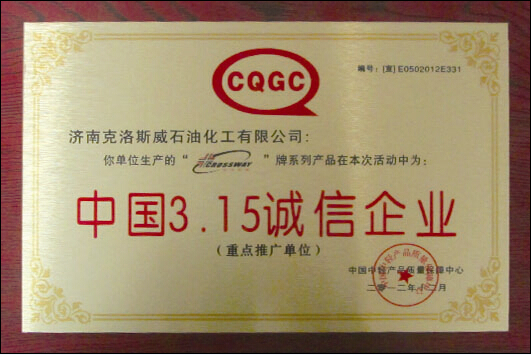 CQGC
编号: (京) E0502012E331
济南克洛斯威石油化工有限公司:
你单位生产的“ CROSSWAY ”牌系列产品在本次活动中为:
中国3.15诚信企业
(重点推广单位)
中国中轻产品质量保障中心
二零一二年十二月